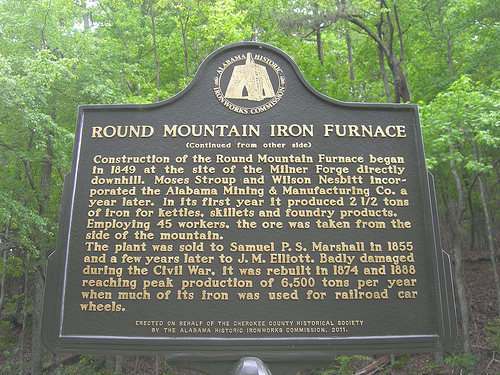 ALABAMA HISTORIC
IRONWORKS COMMISSION
ROUND MOUNTAIN IRON FURNACE
(Continued from other side)
Construction of the Round Mountain Furnace began
in 1849 at the site of the Milner Forge directly
downhill. Moses Stroup and Wilson Nesbitt incor-
porated the Alabama Mining & Manufacturing Co. a
year later. In its first year it produced 2 1/2 tons
of iron for kettles, skillets and foundry products.
Employing 45 workers, the ore was taken from the
side of the mountain.
The plant was sold to Samuel P. S. Marshall in 1855
and a few years later to J. M. Elliott. Badly damaged
during the Civil War, it was rebuilt in 1874 and 1888
reaching peak production of 6,500 tons per year
when much of its iron was used for railroad car
wheels.
ERECTED ON BEHALF OF THE CHEROKEE COUNTY HISTORICAL SOCIETY
BY THE ALABAMA HISTORIC IRONWORKS COMMISSION, 2011.